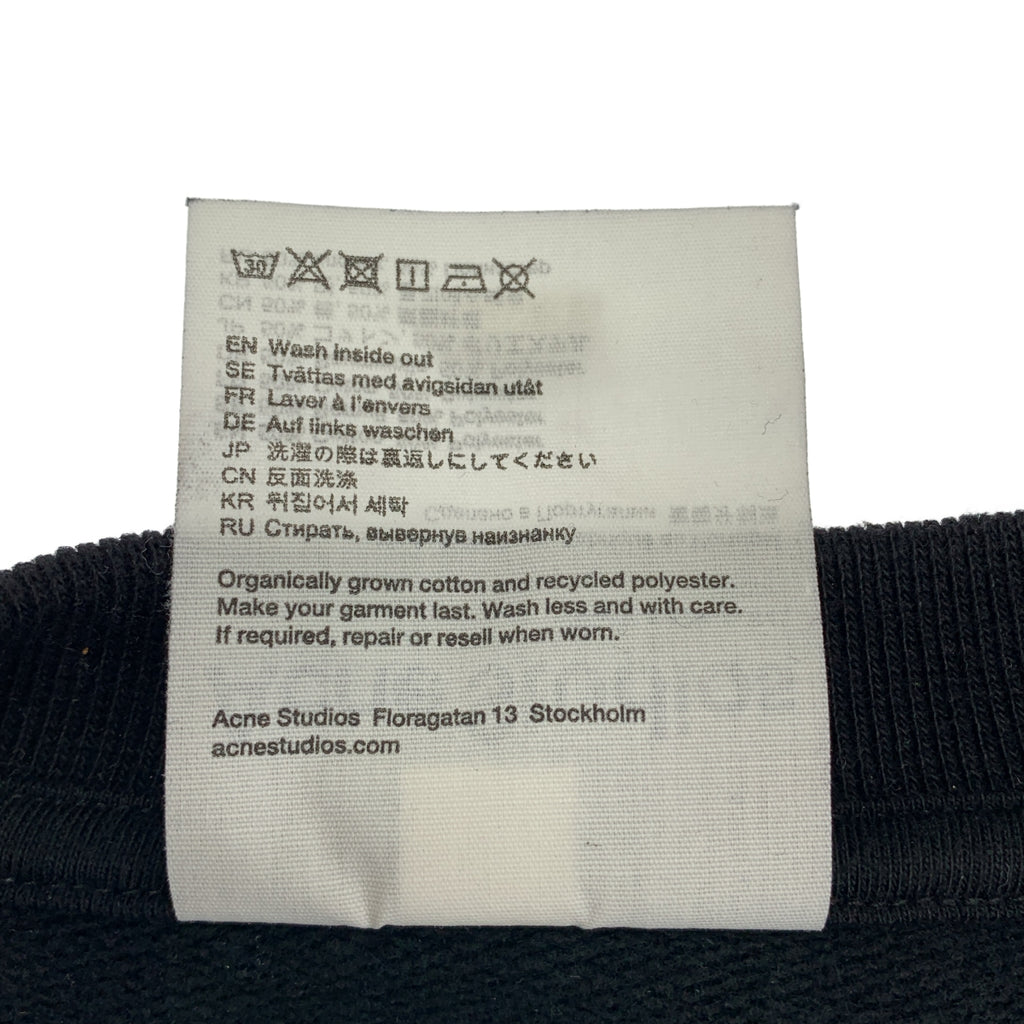 30
EN Wash inside out
SE Tvättas med avigsidan utåt
FR Laver à l'envers
DE Auf links waschen
JP 洗濯の際は裏返しにしてください
CN 反面洗涤
KR 뒤집어서 세탁
RU Стирать, вывернув наизнанку
Organically grown cotton and recycled polyester.
Make your garment last. Wash less and with care.
If required, repair or resell when worn.
Acne Studios Floragatan 13 Stockholm
acnestudios.com